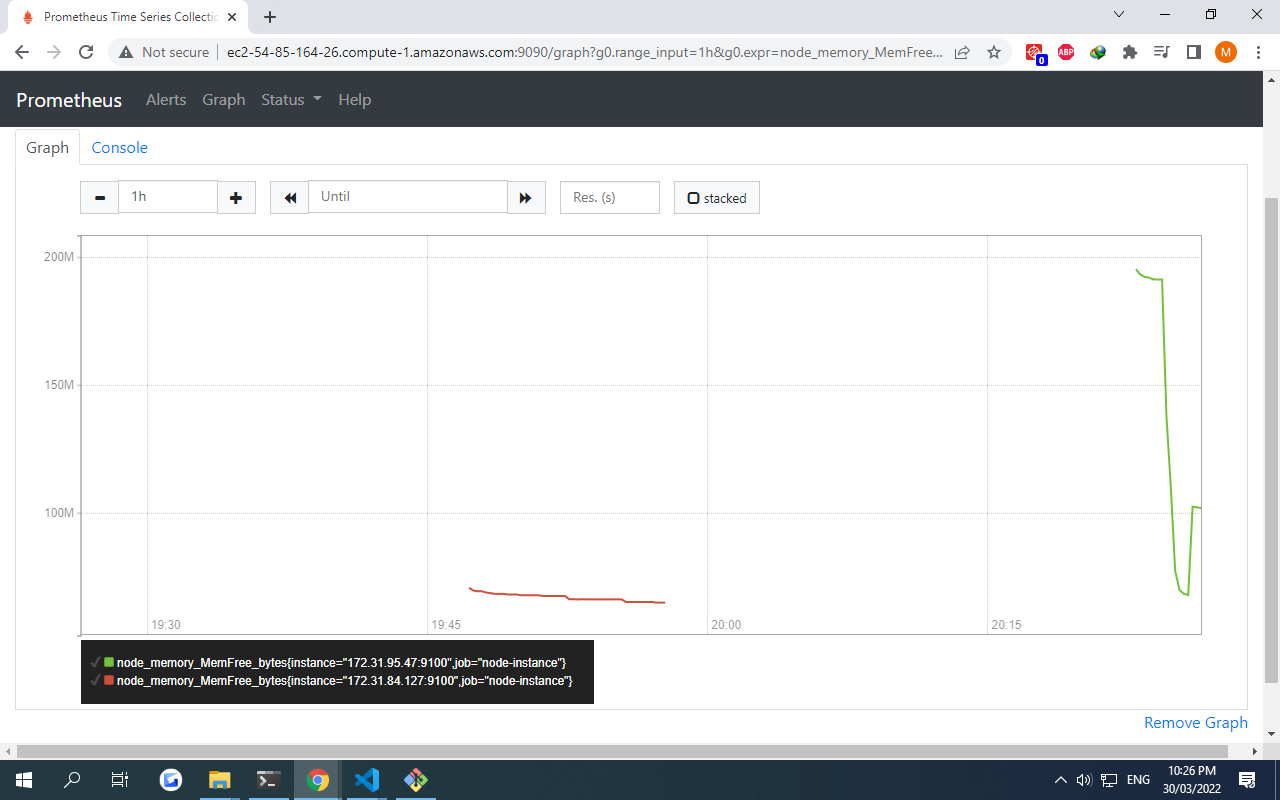 Prometheus Time Series Collectic
Not secure
ec2-54-85-164-26.compute-1.amazonaws.com:9090/graph?g0.range_input=1h&g0.expr=node_memory_MemFree...
0
ABP
M
Prometheus
Alerts
Graph
Status
Help
Graph
Console
1h
Until
Res. (s)
stacked
200M
150M
100M
19:30
19:45
20:00
20:15
node_memory_MemFree_bytes{instance="172.31.95.47:9100",job="node-instance"}
node_memory_MemFree_bytes{instance="172.31.84.127:9100",job="node-instance"}
Remove Graph
ENG
10:26 PM
30/03/2022